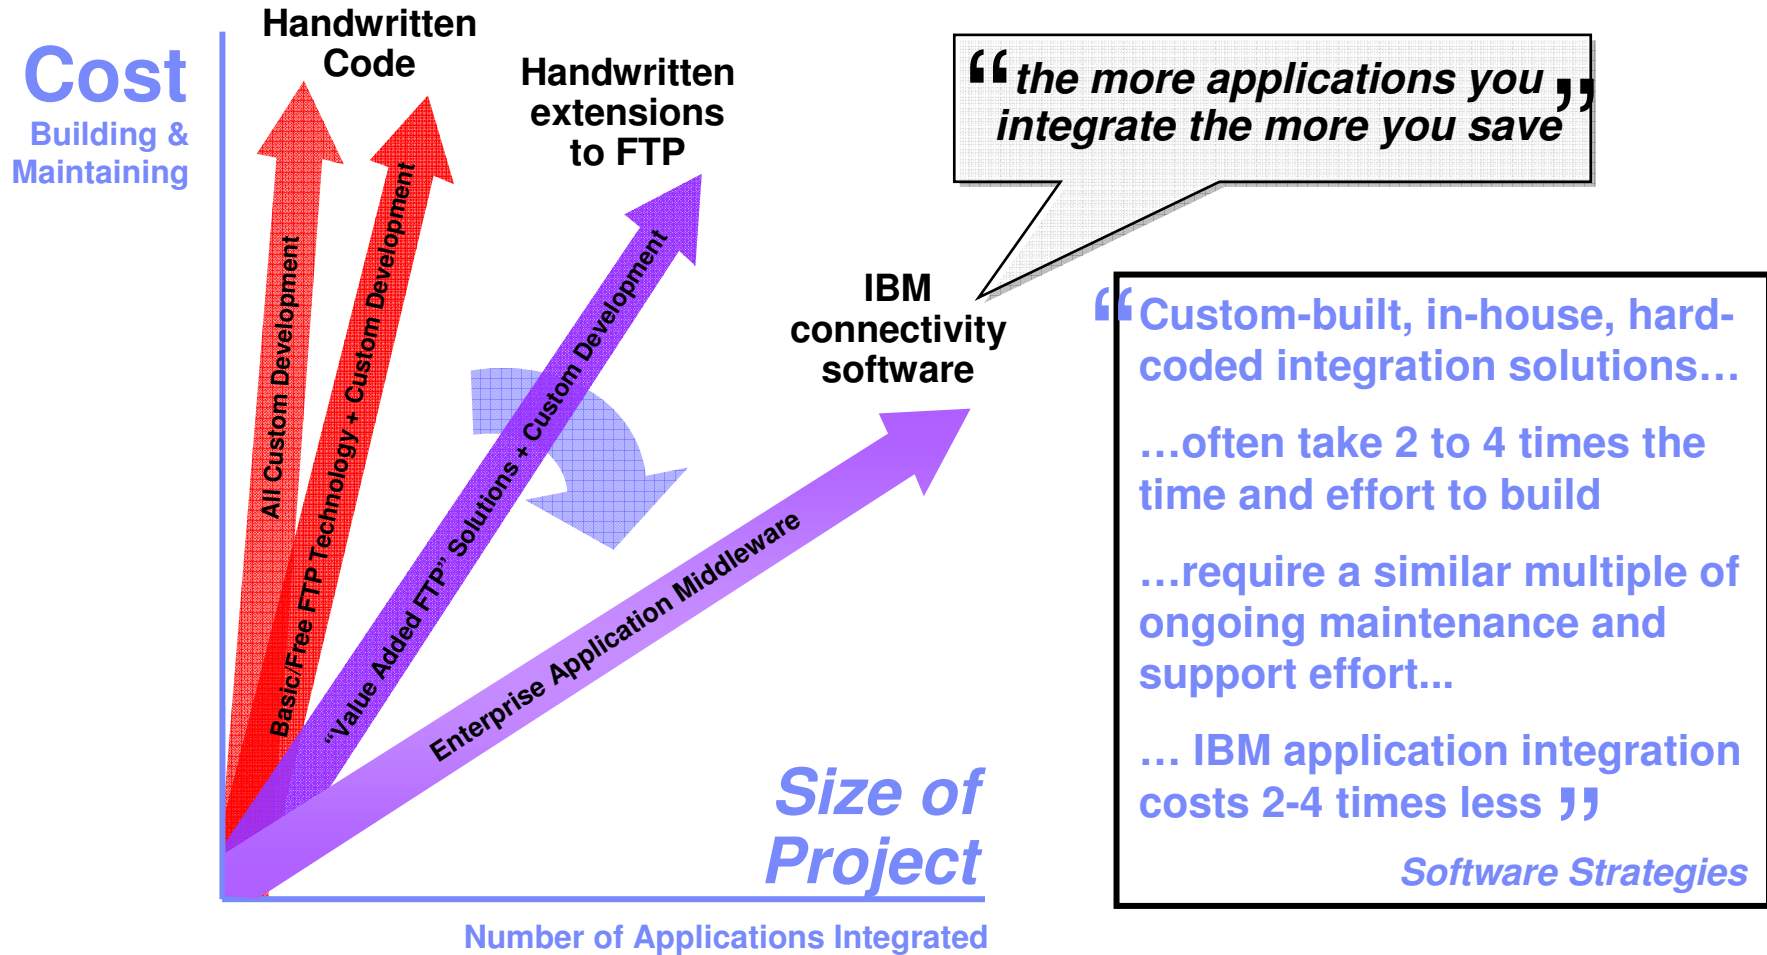 Cost
Building &
Maintaining
Handwritten
Code
Handwritten
extensions
to FTP
IBM
connectivity
software
“ the more applications you
integrate the more you save ”
All Custom Development
Basic/Free FTP Technology + Custom Development
“Value Added FTP” Solutions + Custom Development
Enterprise Application Middleware
Size of
Project
Number of Applications Integrated
“ Custom-built, in-house, hard-
coded integration solutions…
…often take 2 to 4 times the
time and effort to build
…require a similar multiple of
ongoing maintenance and
support effort...
… IBM application integration
costs 2-4 times less ”
Software Strategies